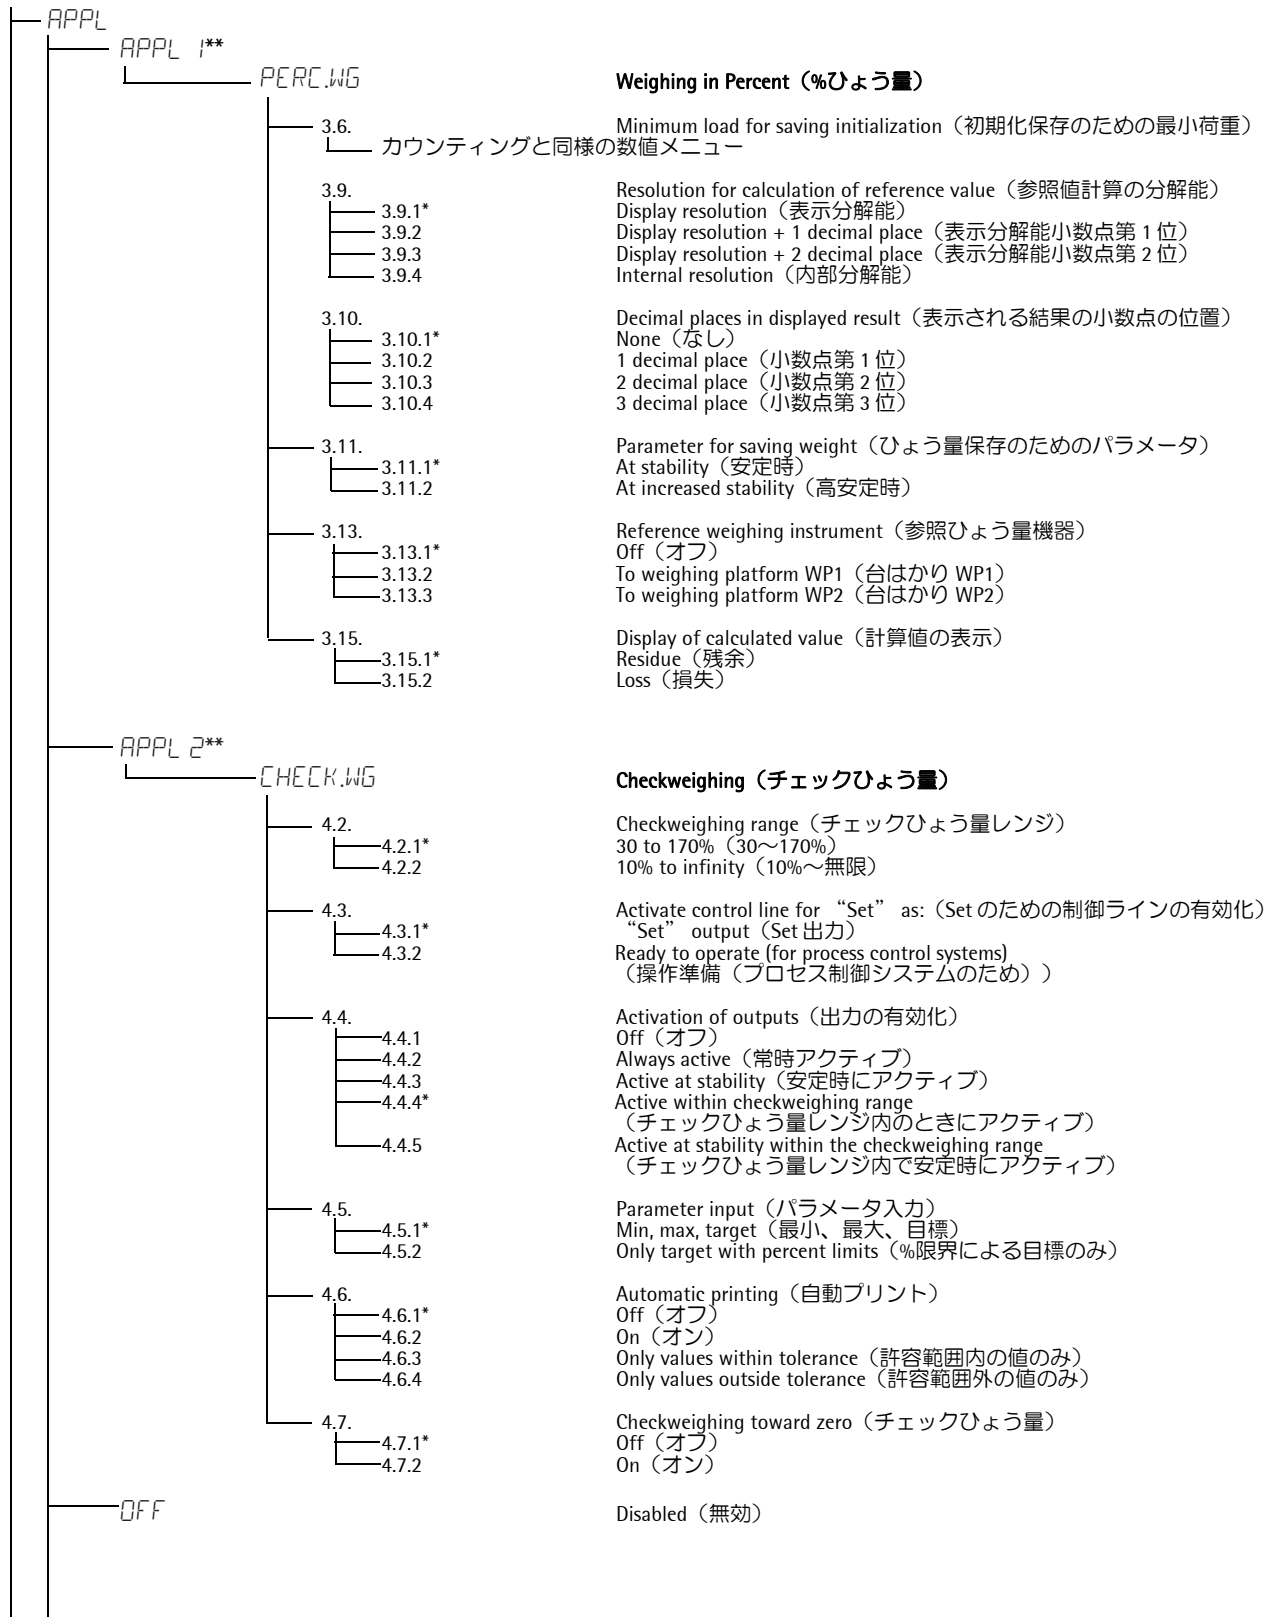 APPL
APPL 1**
PERC.WG Weighing in Percent（%ひょう量）
3.6. Minimum load for saving initialization（初期化保存のための最小荷重）
カウンティングと同様の数値メニュー
3.9. Resolution for calculation of reference value（参照値計算の分解能）
3.9.1* Display resolution（表示分解能）
3.9.2 Display resolution + 1 decimal place（表示分解能小数点第 1 位）
3.9.3 Display resolution + 2 decimal place（表示分解能小数点第 2 位）
3.9.4 Internal resolution（内部分解能）
3.10. Decimal places in displayed result（表示される結果の小数点の位置）
3.10.1* None（なし）
3.10.2 1 decimal place（小数点第 1 位）
3.10.3 2 decimal place（小数点第 2 位）
3.10.4 3 decimal place（小数点第 3 位）
3.11. Parameter for saving weight（ひょう量保存のためのパラメータ）
3.11.1* At stability（安定時）
3.11.2 At increased stability（高安定時）
3.13. Reference weighing instrument（参照ひょう量機器）
3.13.1* Off（オフ）
3.13.2 To weighing platform WP1（台はかり WP1）
3.13.3 To weighing platform WP2（台はかり WP2）
3.15. Display of calculated value（計算値の表示）
3.15.1* Residue（残余）
3.15.2 Loss（損失）
APPL 2**
CHECK.WG Checkweighing（チェックひょう量）
4.2. Checkweighing range（チェックひょう量レンジ）
4.2.1* 30 to 170%（30～170%）
4.2.2 10% to infinity（10%～無限）
4.3. Activate control line for “Set” as:（Set のための制御ラインの有効化）
4.3.1* “Set” output（Set 出力）
4.3.2 Ready to operate (for process control systems)
（操作準備（プロセス制御システムのため））
4.4. Activation of outputs（出力の有効化）
4.4.1 Off（オフ）
4.4.2 Always active（常時アクティブ）
4.4.3 Active at stability（安定時にアクティブ）
4.4.4* Active within checkweighing range
（チェックひょう量レンジ内のときにアクティブ）
4.4.5 Active at stability within the checkweighing range
（チェックひょう量レンジ内で安定時にアクティブ）
4.5. Parameter input（パラメータ入力）
4.5.1* Min, max, target（最小、最大、目標）
4.5.2 Only target with percent limits（%限界による目標のみ）
4.6. Automatic printing（自動プリント）
4.6.1* Off（オフ）
4.6.2 On（オン）
4.6.3 Only values within tolerance（許容範囲内の値のみ）
4.6.4 Only values outside tolerance（許容範囲外の値のみ）
4.7. Checkweighing toward zero（チェックひょう量）
4.7.1* Off（オフ）
4.7.2 On（オン）
OFF Disabled（無効）